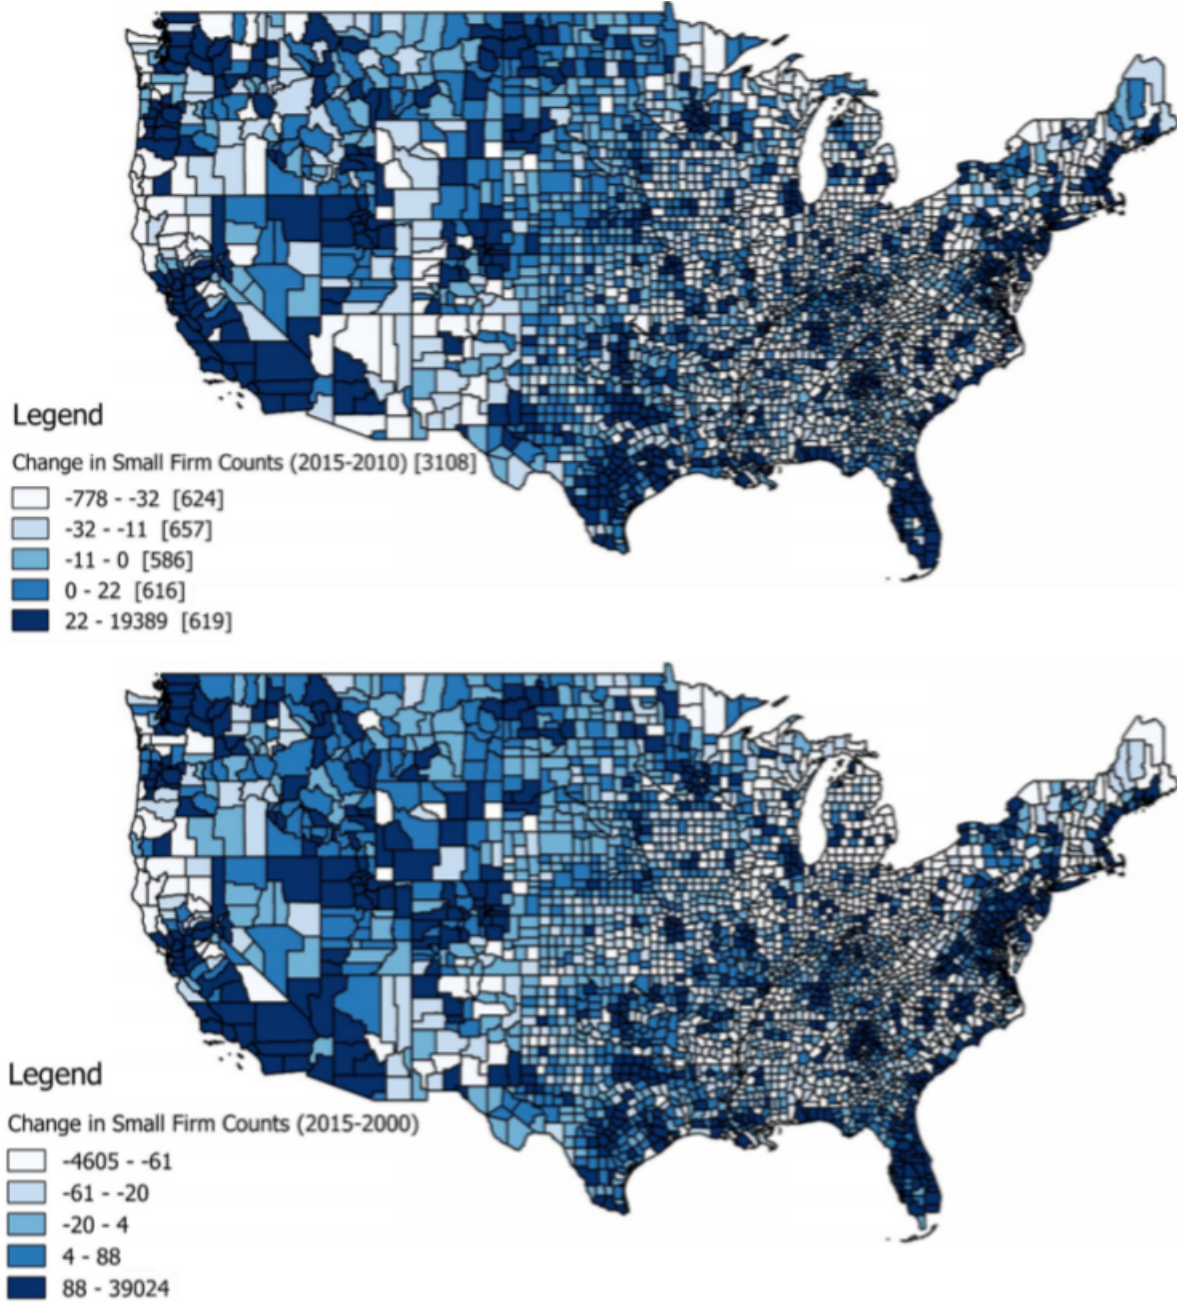 Legend
Change in Small Firm Counts (2015-2010) [3108]
-778 - -32 [624]
-32 - -11 [657]
-11 - 0 [586]
0 - 22 [616]
22 - 19389 [619]
Legend
Change in Small Firm Counts (2015-2000)
-4605 - -61
-61 - -20
-20 - 4
4 - 88
88 - 39024